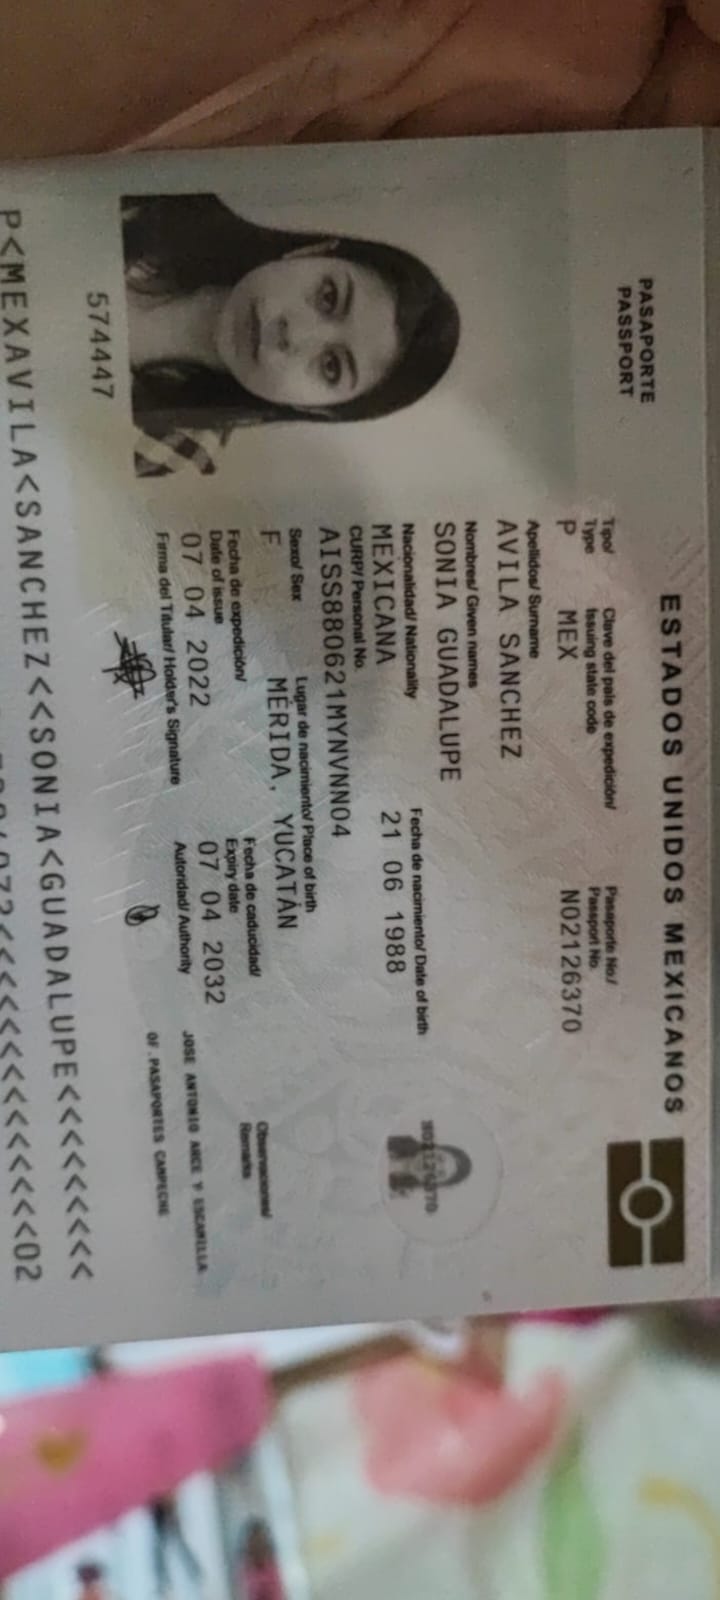 ESTADOS UNIDOS MEXICANOS
PASAPORTE
PASSPORT
Tipo/
Type
P
Clave del país de expedición/
Issuing state code
MEX
Pasaporte No./
Passport No.
N02126370
Apellidos/ Surname
AVILA SANCHEZ
Nombres/ Given names
SONIA GUADALUPE
Nacionalidad/ Nationality
MEXICANA
Fecha de nacimiento/ Date of birth
21 06 1988
CURP/ Personal No.
AISS880621MYNVNN04
Sexo/ Sex
F
Lugar de nacimiento/ Place of birth
MÉRIDA, YUCATÁN
Fecha de expedición/
Date of issue
07 04 2022
Fecha de caducidad/
Expiry date
07 04 2032
Observaciones/
Remarks
Firma del Titular/ Holder's Signature
Autoridad/ Authority
JOSE ANTONIO ARCE Y ESCAMILLA
OF. PASAPORTES CAMPECHE
574447
P<MEXAVILA<SANCHEZ<<SONIA<GUADALUPE<<<<<<<<<